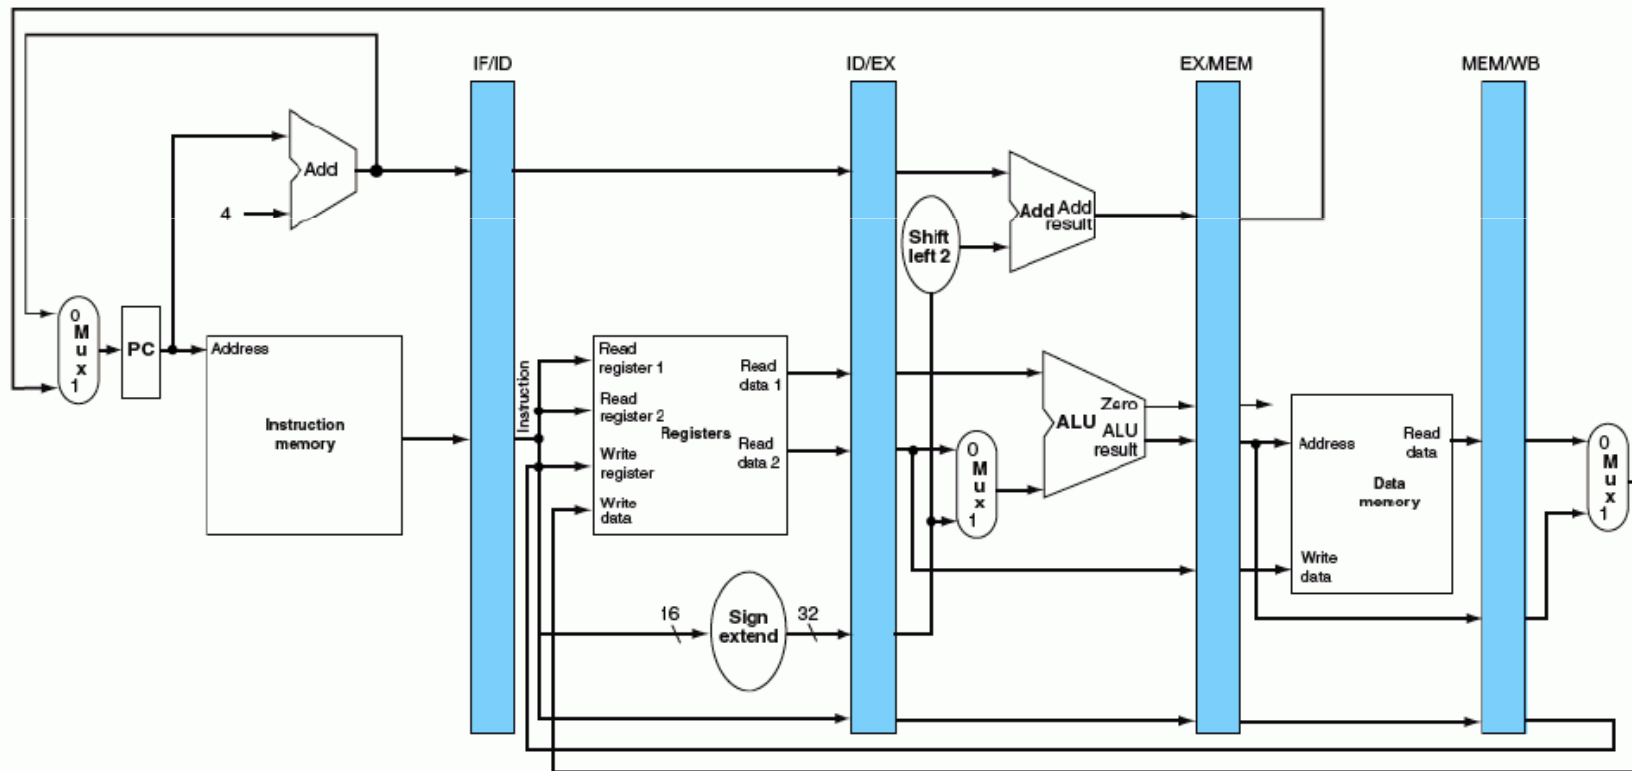 IF/ID
ID/EX
EX/MEM
MEM/WB
Add
4
Shift
left 2
Add Add
result
0
M
u
x
1
PC
Address
Instruction
memory
Instruction
Read
register 1
Read
register 2
Write
register
Write
data
Registers
Read
data 1
Read
data 2
16
Sign
extend
32
0
M
u
x
1
ALU
Zero
ALU
result
Address
Write
data
Read
data
Data
memory
0
M
u
x
1